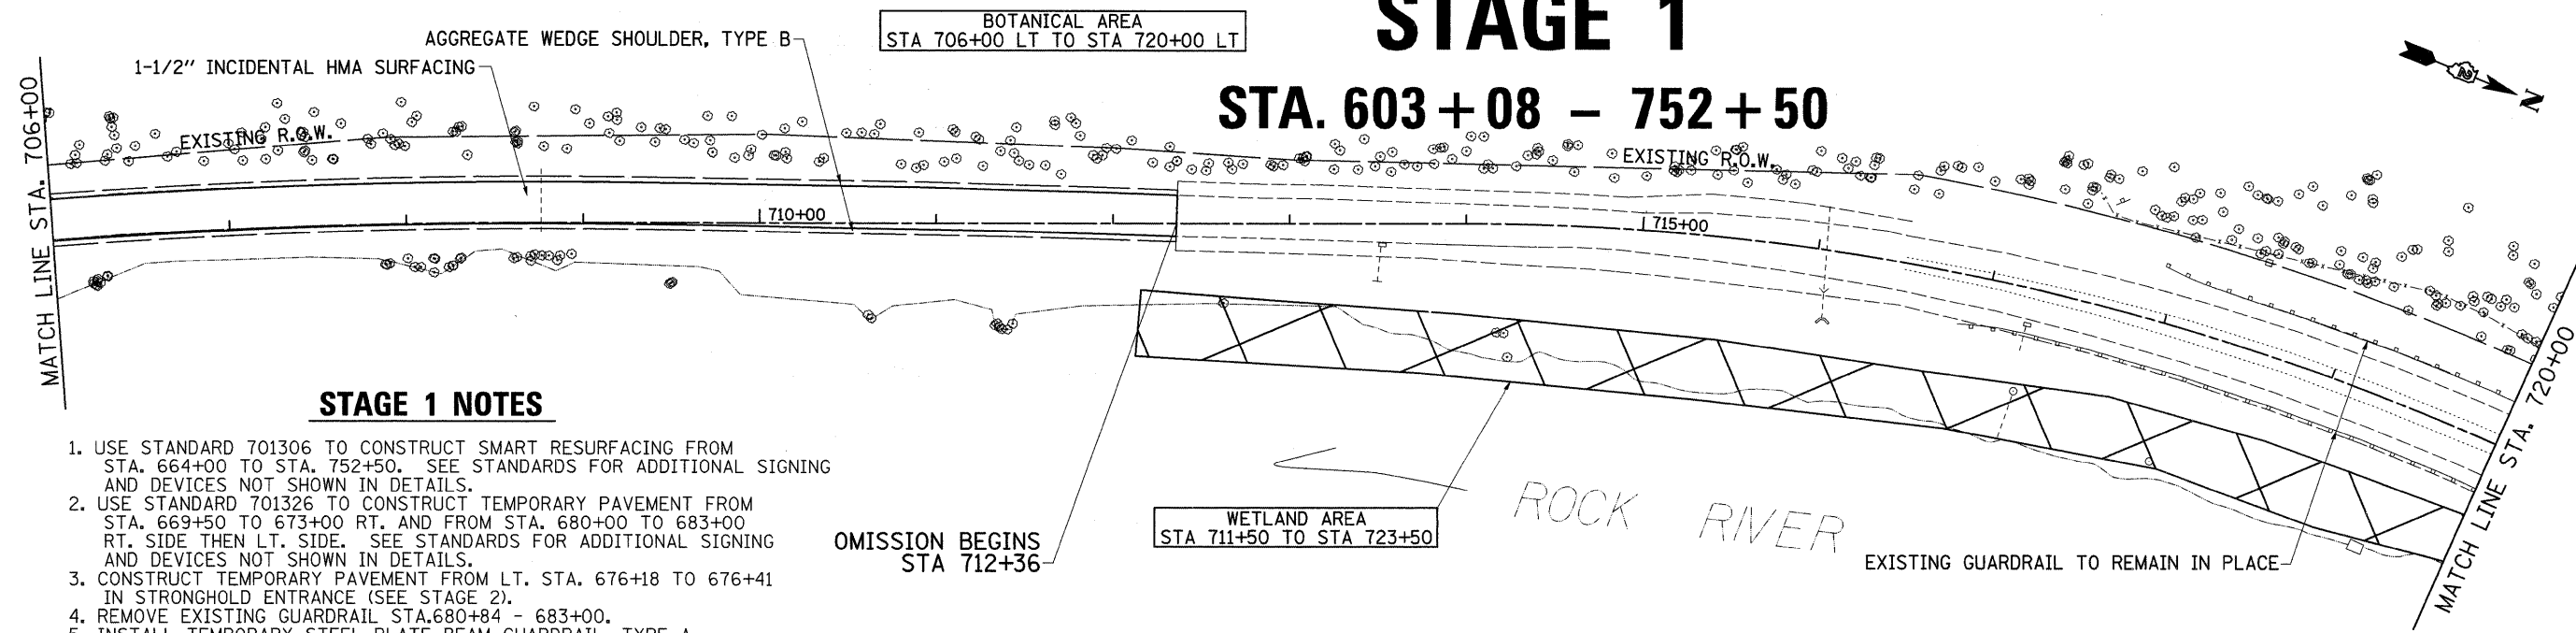 STAGE 1
STA. 603+08 – 752+50
BOTANICAL AREA
STA 706+00 LT TO STA 720+00 LT
AGGREGATE WEDGE SHOULDER, TYPE B
1-1/2" INCIDENTAL HMA SURFACING
N
MATCH LINE STA. 706+00
EXISTING R.O.W.
EXISTING R.O.W.
710+00
715+00
MATCH LINE STA. 720+00
STAGE 1 NOTES
1. USE STANDARD 701306 TO CONSTRUCT SMART RESURFACING FROM
STA. 664+00 TO STA. 752+50. SEE STANDARDS FOR ADDITIONAL SIGNING
AND DEVICES NOT SHOWN IN DETAILS.
2. USE STANDARD 701326 TO CONSTRUCT TEMPORARY PAVEMENT FROM
STA. 669+50 TO 673+00 RT. AND FROM STA. 680+00 TO 683+00
RT. SIDE THEN LT. SIDE. SEE STANDARDS FOR ADDITIONAL SIGNING
AND DEVICES NOT SHOWN IN DETAILS.
3. CONSTRUCT TEMPORARY PAVEMENT FROM LT. STA. 676+18 TO 676+41
IN STRONGHOLD ENTRANCE (SEE STAGE 2).
4. REMOVE EXISTING GUARDRAIL STA.680+84 - 683+00.
5. INSTALL TEMPORARY STEEL PLATE BEAM GUARDRAIL, TYPE A
OMISSION BEGINS
STA 712+36
WETLAND AREA
STA 711+50 TO STA 723+50
ROCK RIVER
EXISTING GUARDRAIL TO REMAIN IN PLACE